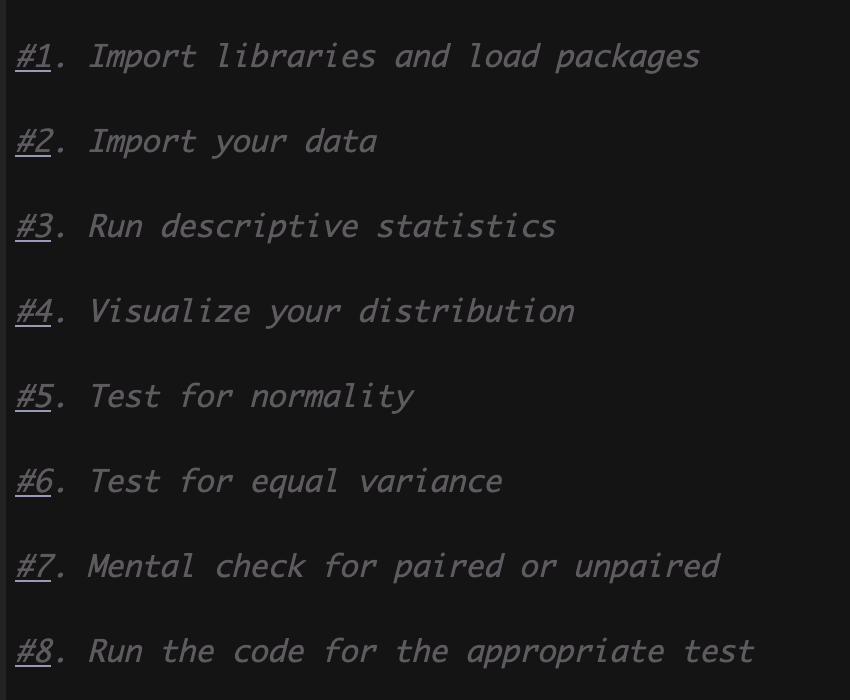 #1. Import libraries and load packages
#2. Import your data
#3. Run descriptive statistics
#4. Visualize your distribution
#5. Test for normality
#6. Test for equal variance
#7. Mental check for paired or unpaired
#8. Run the code for the appropriate test